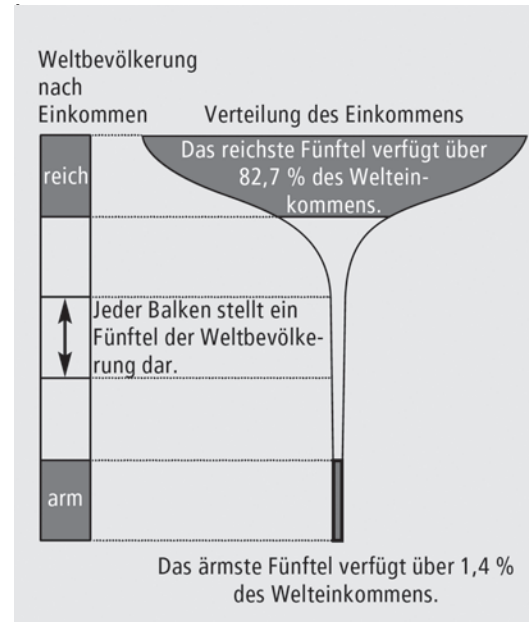 Weltbevölkerung
nach
Einkommen
Verteilung des Einkommens
reich
Das reichste Fünftel verfügt über
82,7 % des Weltein-
kommens.
Jeder Balken stellt ein
Fünftel der Weltbevölke-
rung dar.
arm
Das ärmste Fünftel verfügt über 1,4 %
des Welteinkommens.